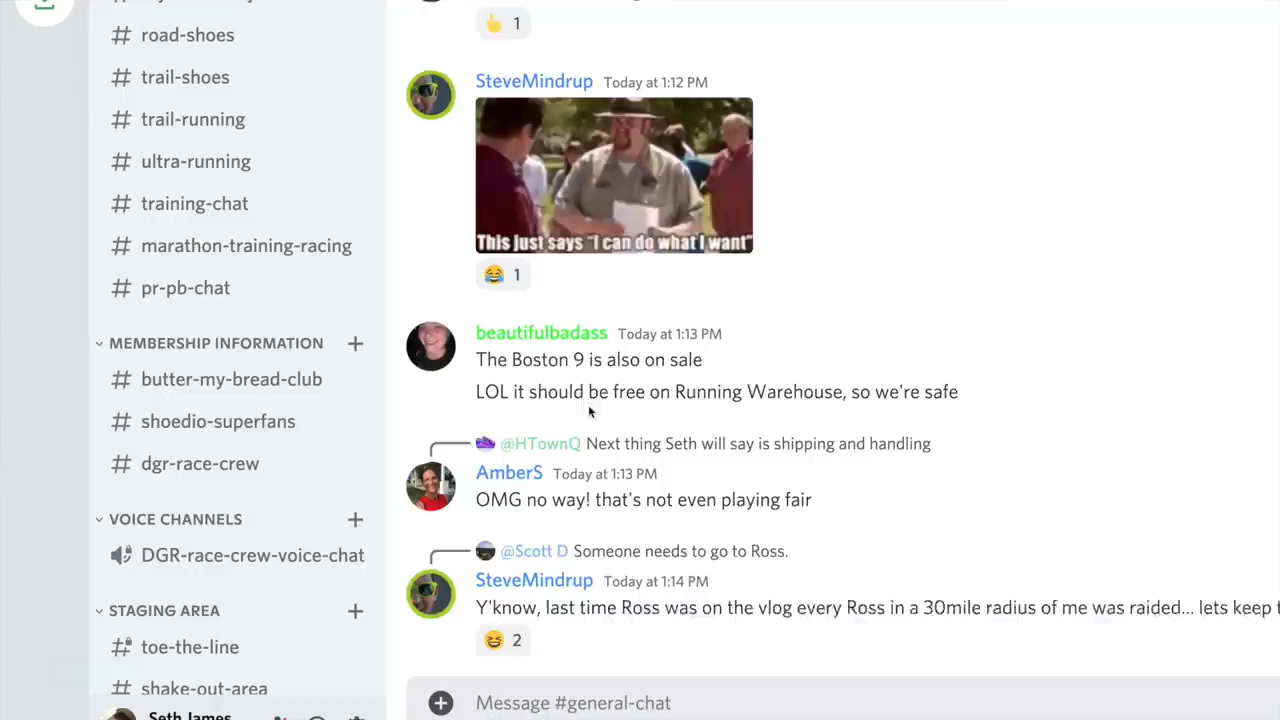 road-shoes
trail-shoes
trail-running
ultra-running
training-chat
marathon-training-racing
pr-pb-chat
MEMBERSHIP INFORMATION
butter-my-bread-club
shoedio-superfans
dgr-race-crew
VOICE CHANNELS
DGR-race-crew-voice-chat
STAGING AREA
toe-the-line
shake-out-area
Seth James
1
SteveMindrup Today at 1:12 PM
This just says "I can do what I want"
1
beautifulbadass Today at 1:13 PM
The Boston 9 is also on sale
LOL it should be free on Running Warehouse, so we're safe
@HTownQ Next thing Seth will say is shipping and handling
AmberS Today at 1:13 PM
OMG no way! that's not even playing fair
@Scott D Someone needs to go to Ross.
SteveMindrup Today at 1:14 PM
Y'know, last time Ross was on the vlog every Ross in a 30mile radius of me was raided... lets keep
2
Message #general-chat